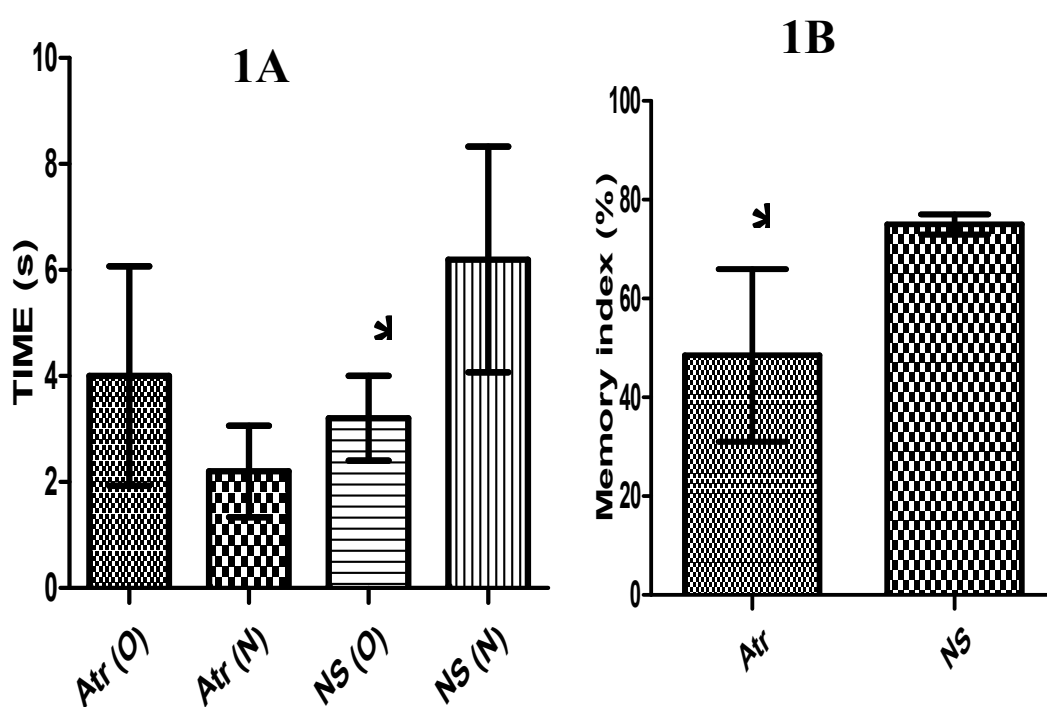 1A
TIME (s)
10
8
6
4
2
0
*
Atr (O)
Atr (N)
NS (O)
NS (N)
1B
Memory index (%)
100
80
60
40
20
0
*
Atr
NS